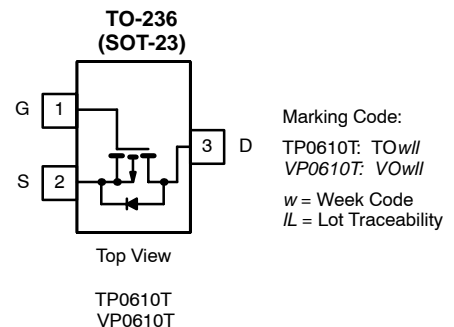 TO-236
(SOT-23)
G 1
3 D
S 2
Top View
TP0610T
VP0610T
Marking Code:
TP0610T: TOwll
VP0610T: VOwll
w = Week Code
lL = Lot Traceability